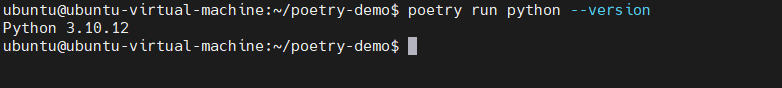 ubuntu@ubuntu-virtual-machine:~/poetry-demo$ poetry run python --version
Python 3.10.12
ubuntu@ubuntu-virtual-machine:~/poetry-demo$